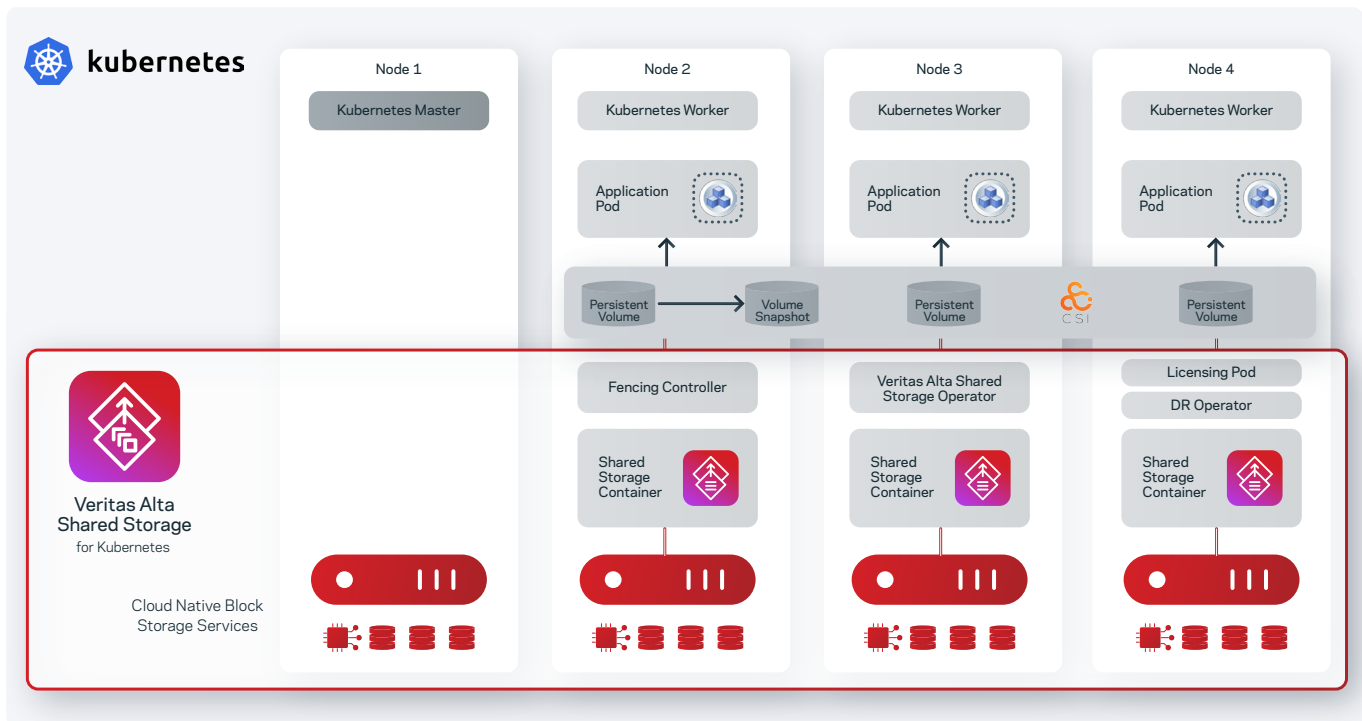 kubernetes
Node 1
Node 2
Node 3
Node 4
Kubernetes Master
Kubernetes Worker
Kubernetes Worker
Kubernetes Worker
Application
Pod
Application
Pod
Application
Pod
Persistent
Volume
Volume
Snapshot
Persistent
Volume
CSI
Persistent
Volume
Veritas Alta
Shared Storage
for Kubernetes
Cloud Native Block
Storage Services
Fencing Controller
Veritas Alta Shared
Storage Operator
Licensing Pod
DR Operator
Shared
Storage
Container
Shared
Storage
Container
Shared
Storage
Container